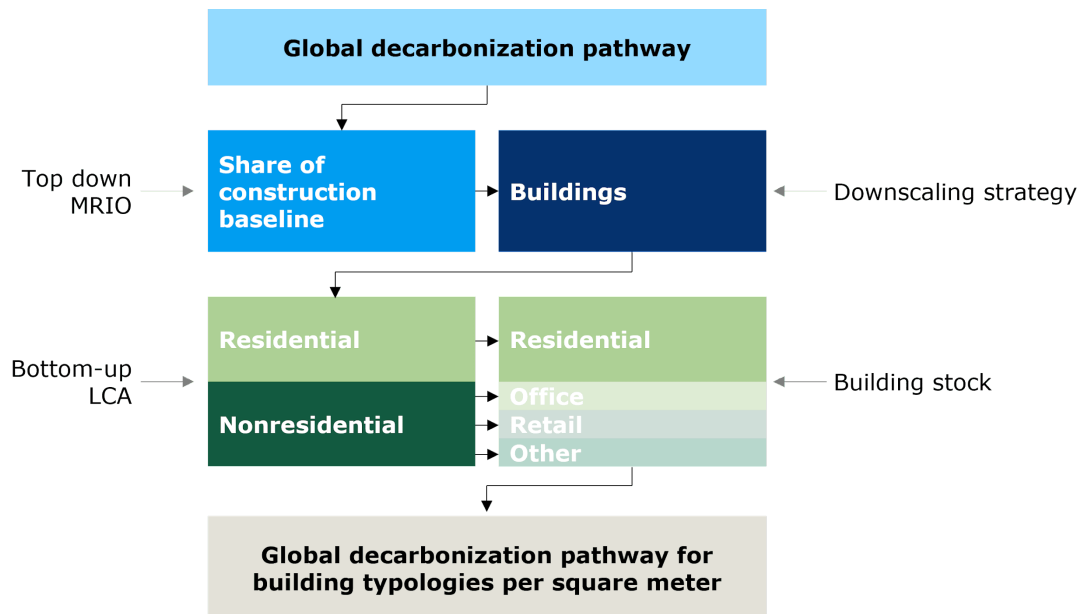 Global decarbonization pathway
Top down
MRIO
Share of
construction
baseline
Buildings
Downscaling strategy
Bottom-up
LCA
Residential
Residential
Nonresidential
Office
Retail
Other
Building stock
Global decarbonization pathway for
building typologies per square meter